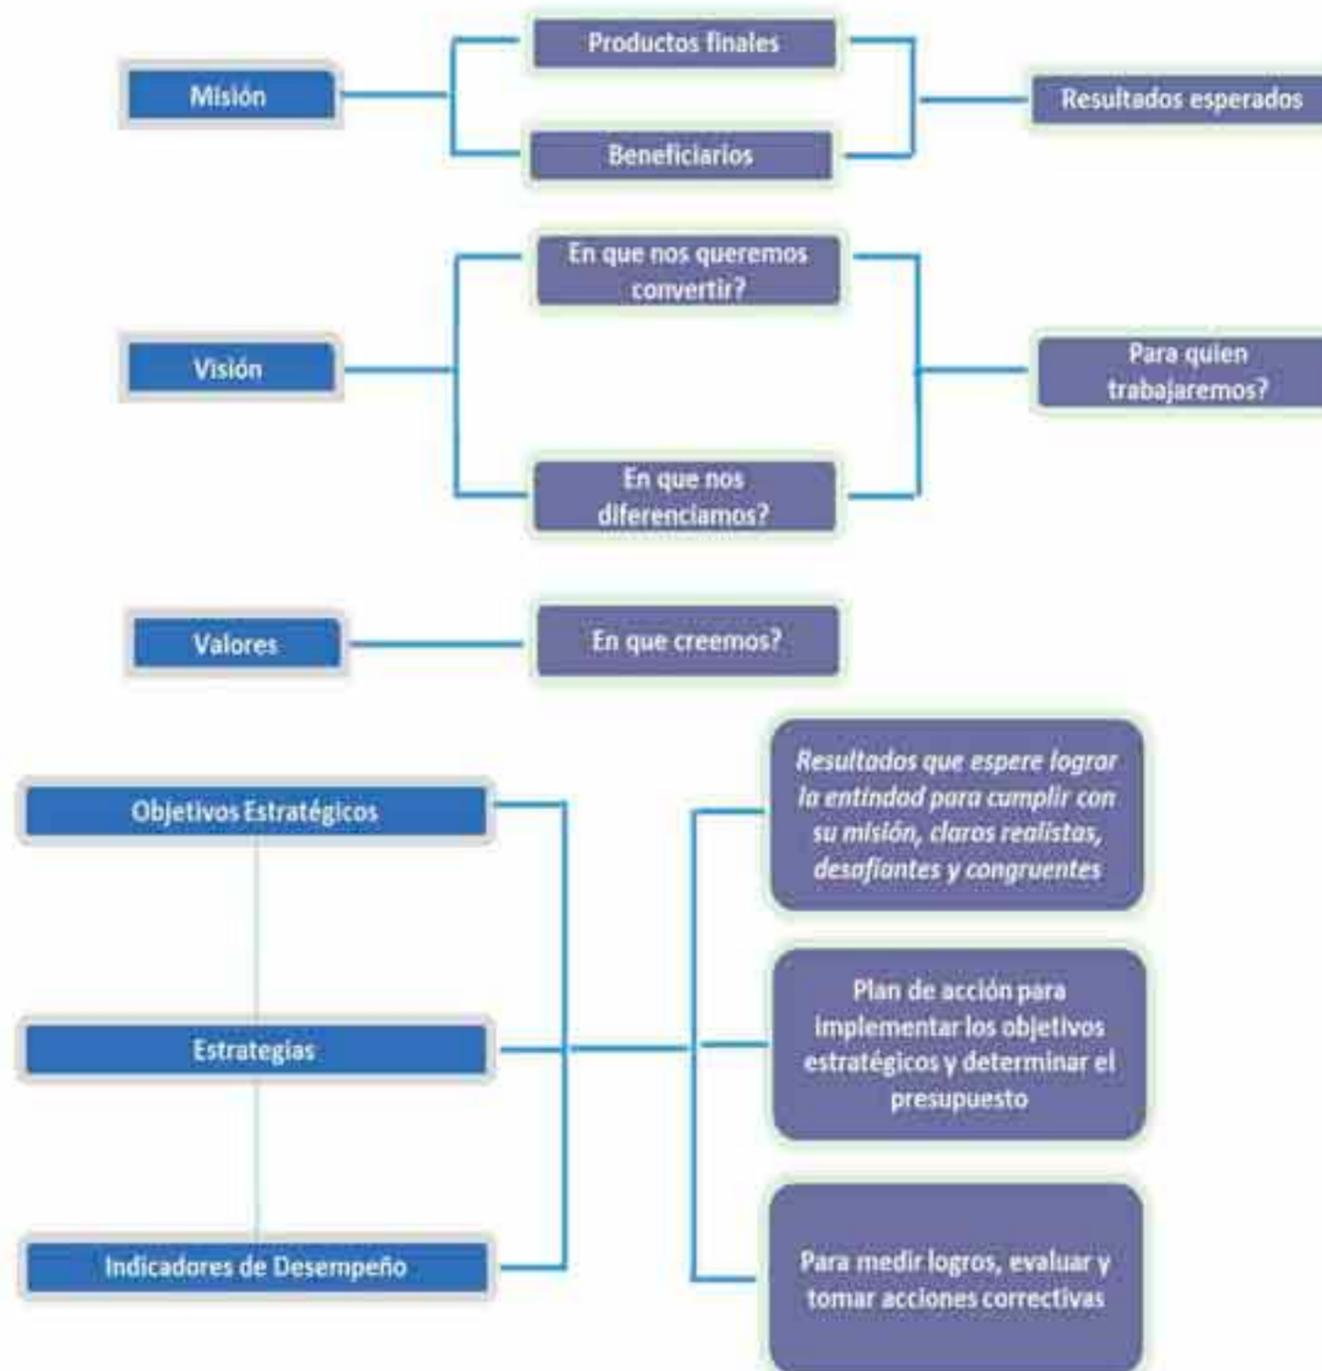 Misión
Productos finales
Beneficiarios
Resultados esperados
Visión
En que nos queremos
convertir?
En que nos
diferenciamos?
Para quien
trabajaremos?
Valores
En que creemos?
Objetivos Estratégicos
Resultados que espere lograr
la entindad para cumplir con
su misión, claros realistas,
desafiantes y congruentes
Estrategias
Plan de acción para
implementar los objetivos
estratégicos y determinar el
presupuesto
Indicadores de Desempeño
Para medir logros, evaluar y
tomar acciones correctivas